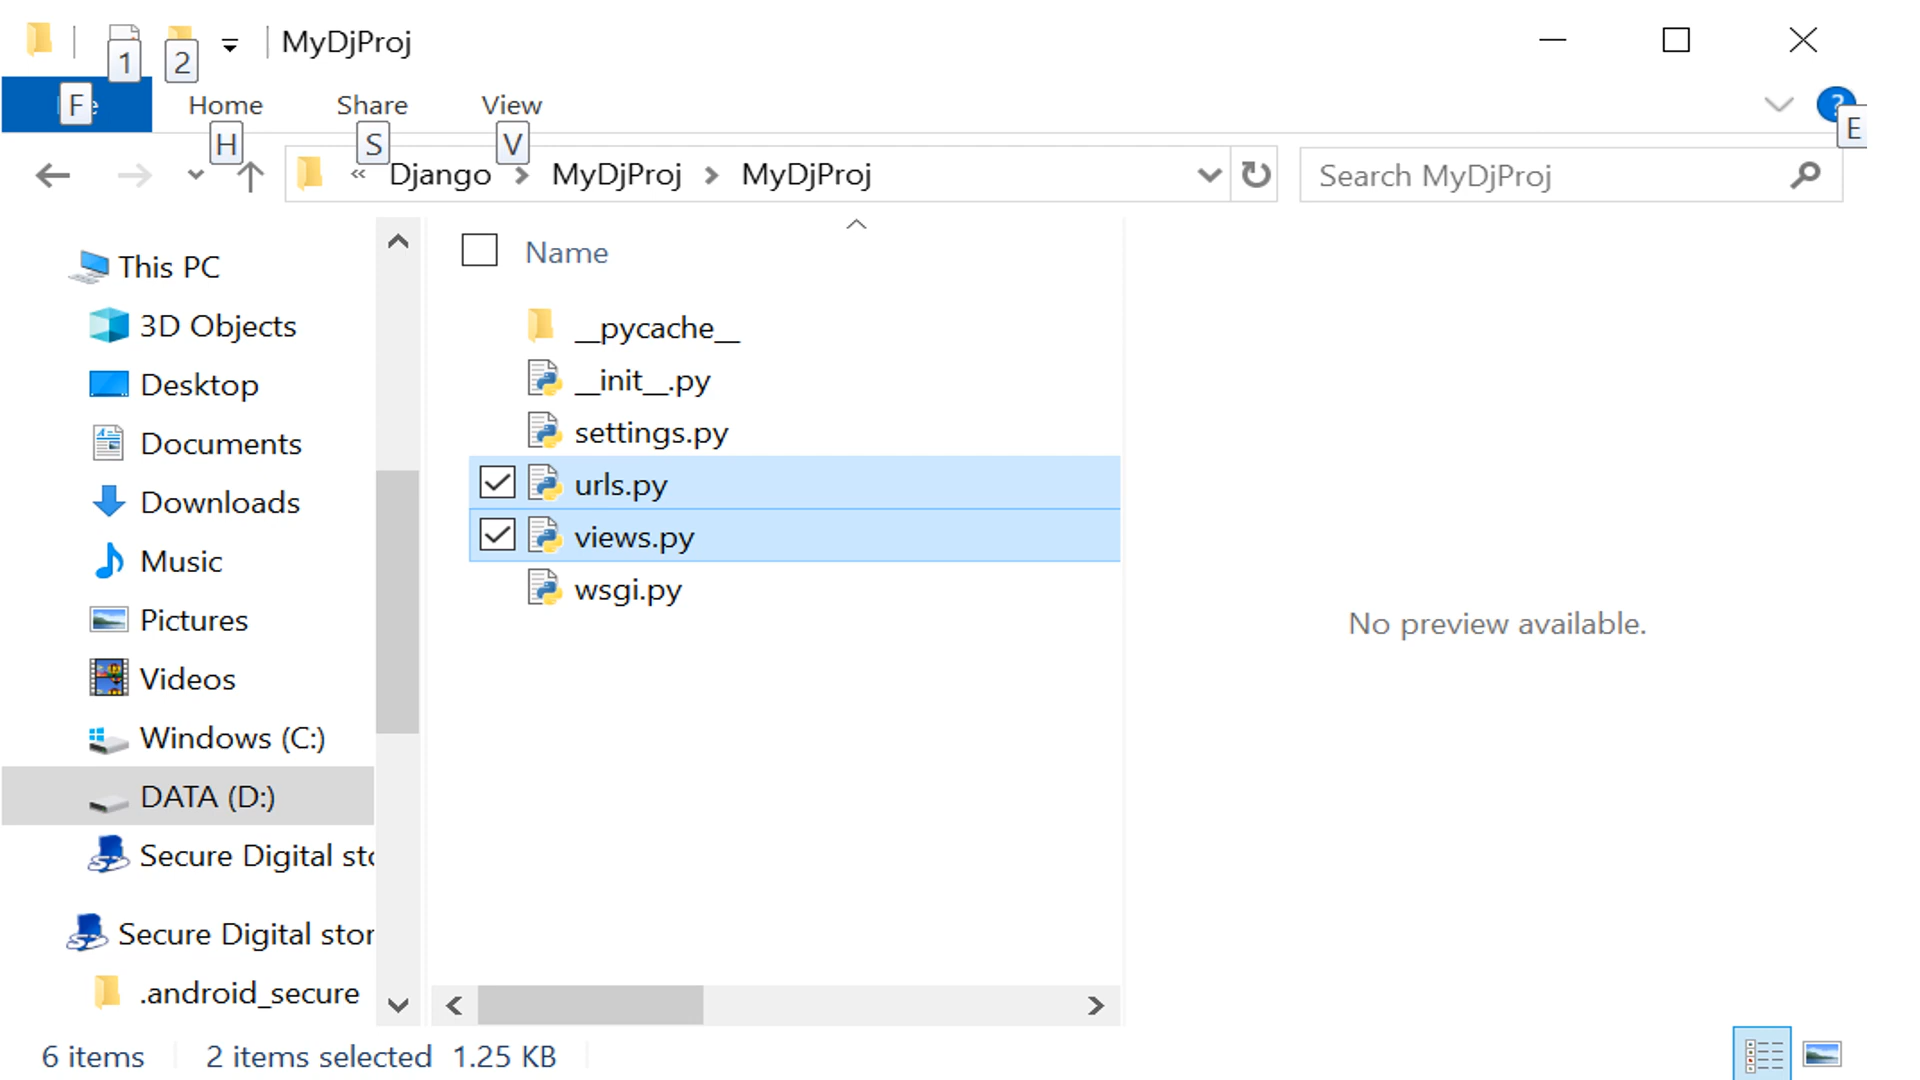 1
2
MyDjProj
F
Home
Share
View
?
H
S
V
E
« Django > MyDjProj > MyDjProj
Search MyDjProj
This PC
3D Objects
Desktop
Documents
Downloads
Music
Pictures
Videos
Windows (C:)
DATA (D:)
Secure Digital sto
Secure Digital stor
.android_secure
Name
__pycache__
__init__.py
settings.py
urls.py
views.py
wsgi.py
No preview available.
6 items
2 items selected 1.25 KB